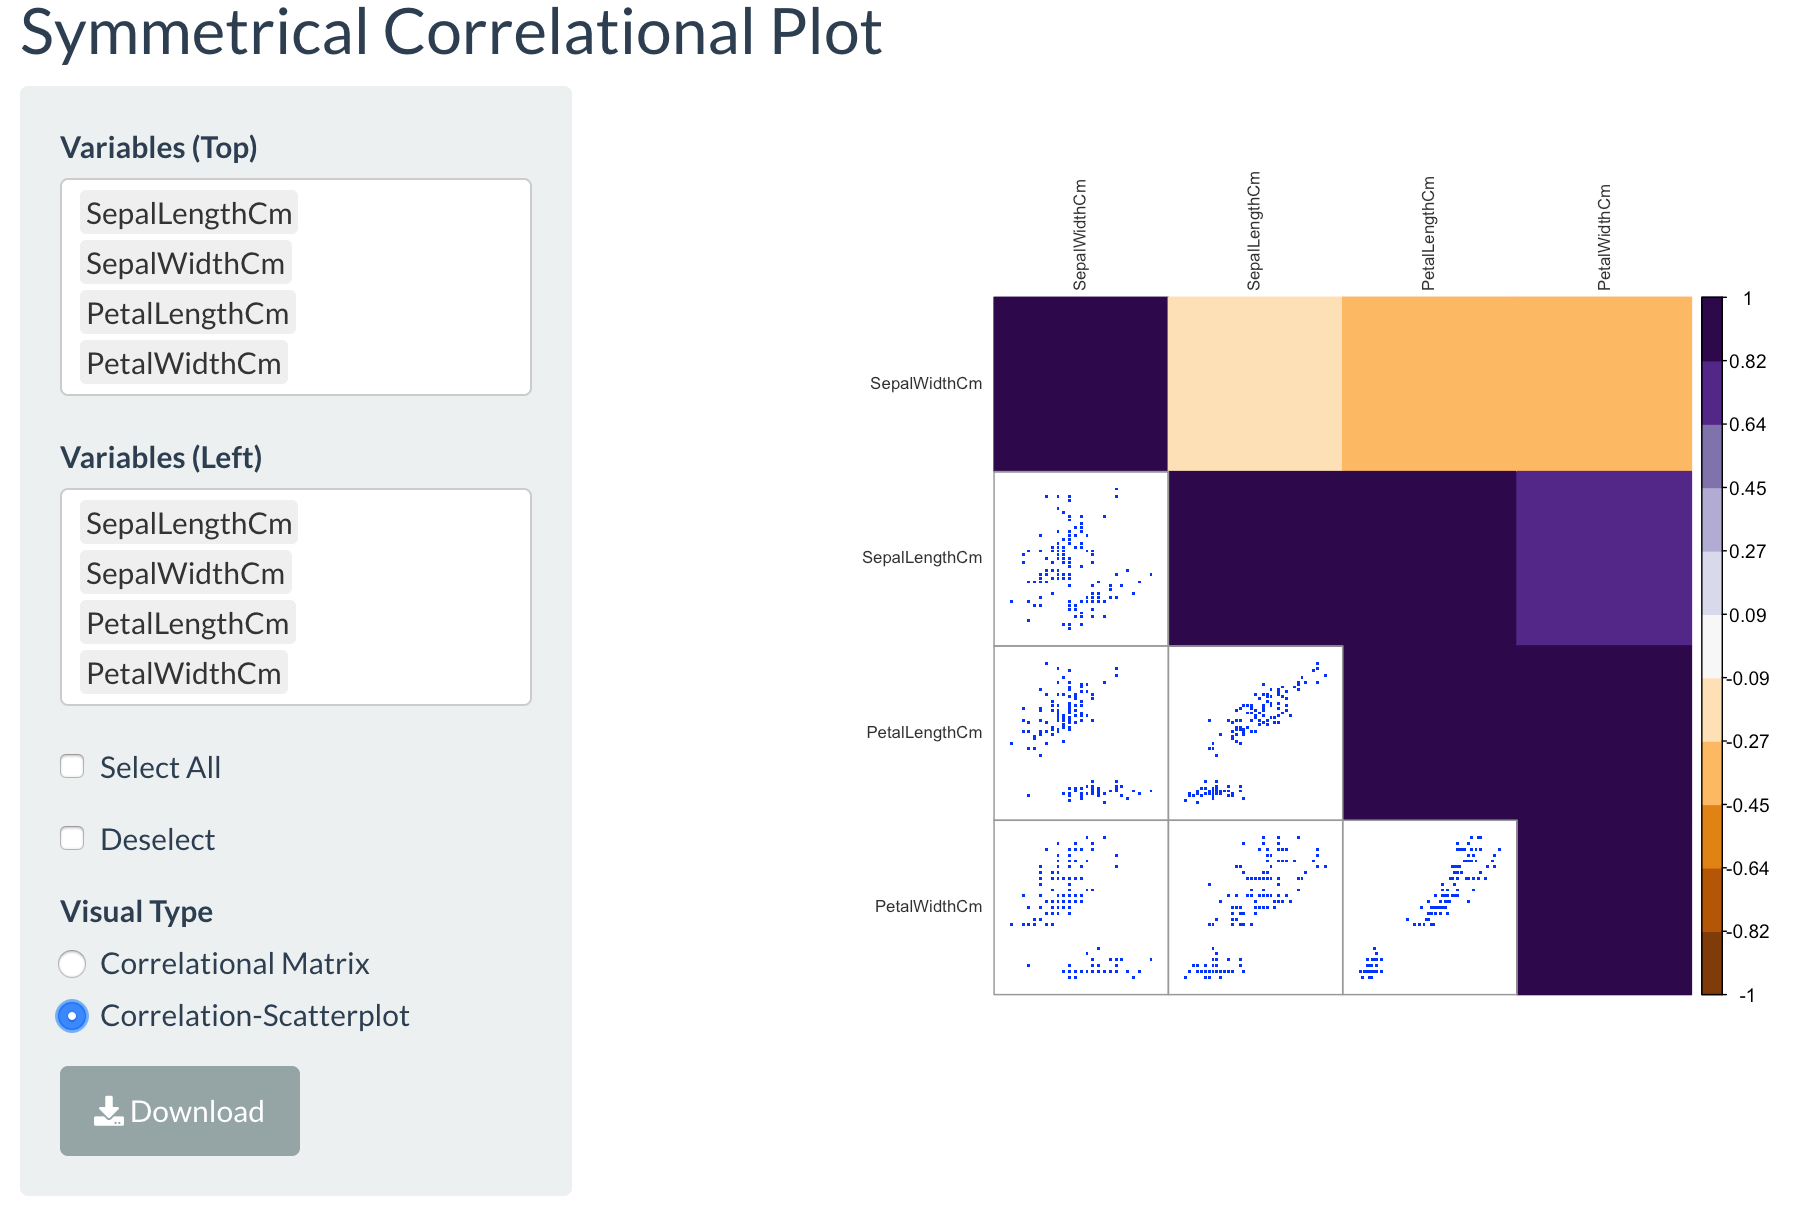 Symmetrical Correlational Plot
Variables (Top)
SepalLengthCm
SepalWidthCm
PetalLengthCm
PetalWidthCm
Variables (Left)
SepalLengthCm
SepalWidthCm
PetalLengthCm
PetalWidthCm
Select All
Deselect
Visual Type
Correlational Matrix
Correlation-Scatterplot
Download
SepalWidthCm
SepalLengthCm
PetalLengthCm
PetalWidthCm
SepalWidthCm
SepalLengthCm
PetalLengthCm
PetalWidthCm
1
0.82
0.64
0.45
0.27
0.09
-0.09
-0.27
-0.45
-0.64
-0.82
-1